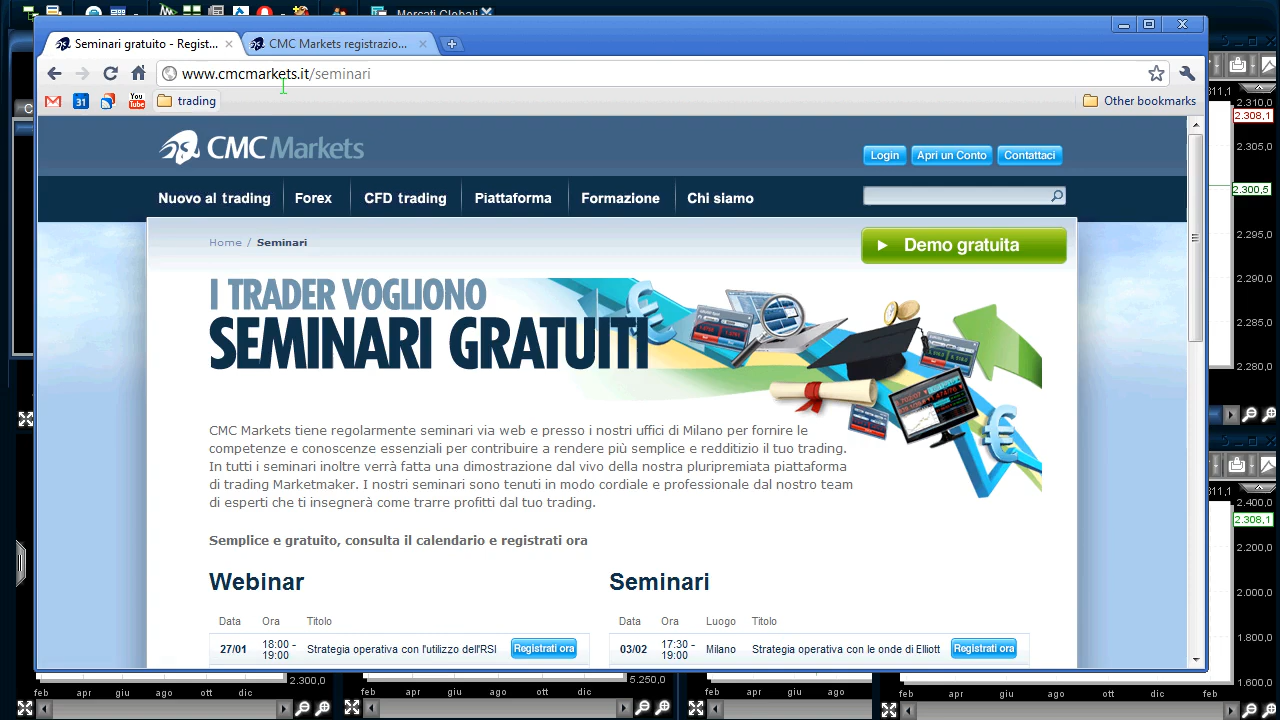 Mercati Globali
Seminari gratuito - Regist...
CMC Markets registrazio...
www.cmcmarkets.it/seminari
31
You
Tube
trading
Other bookmarks
CMC Markets
Login
Apri un Conto
Contattaci
Nuovo al trading
Forex
CFD trading
Piattaforma
Formazione
Chi siamo
Home / Seminari
Demo gratuita
I TRADER VOGLIONO
SEMINARI GRATUITI
CMC Markets tiene regolarmente seminari via web e presso i nostri uffici di Milano per fornire le
competenze e conoscenze essenziali per contribuira a rendere più semplice e redditizio il tuo trading.
In tutti i seminari inoltre verrà fatta una dimostrazione dal vivo della nostra pluripremiata piattaforma
di trading Marketmaker. I nostri seminari sono tenuti in modo cordiale e professionale dal nostro team
di esperti che ti insegnerà come trarre profitti dal tuo trading.
Semplice e gratuito, consulta il calendario e registrati ora
Webinar
Data Ora Titolo
27/01 18:00 - 19:00 Strategia operativa con l'utilizzo dell'RSI Registrati ora
Seminari
Data Ora Luogo Titolo
03/02 17:30 - 19:00 Milano Strategia operativa con le onde di Elliott Registrati ora
311,1
2.310,0
2.308,1
2.305,0
2.300,5
2.295,0
2.290,0
2.285,0
2.280,0
311,1
2.400,0
2.308,1
2.200,0
2.000,0
1.800,0
1.600,0
2.300,0
5.250,0
feb apr giu ago ott dic
feb apr giu ago ott dic
feb apr giu ago
feb apr giu ago ott dic feb